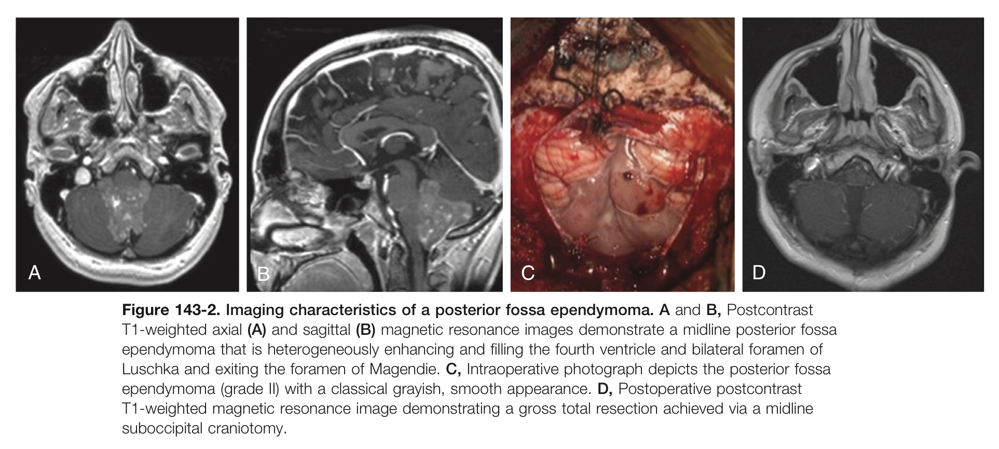 A
B
C
D
Figure 143-2. Imaging characteristics of a posterior fossa ependymoma. A and B, Postcontrast
T1-weighted axial (A) and sagittal (B) magnetic resonance images demonstrate a midline posterior fossa
ependymoma that is heterogeneously enhancing and filling the fourth ventricle and bilateral foramen of
Luschka and exiting the foramen of Magendie. C, Intraoperative photograph depicts the posterior fossa
ependymoma (grade II) with a classical grayish, smooth appearance. D, Postoperative postcontrast
T1-weighted magnetic resonance image demonstrating a gross total resection achieved via a midline
suboccipital craniotomy.